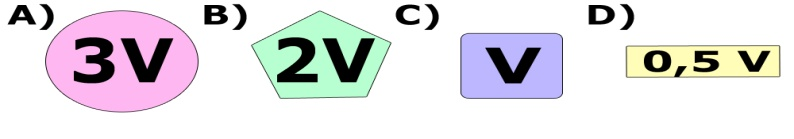 A) 3V B) 2V C) V D) 0,5 V